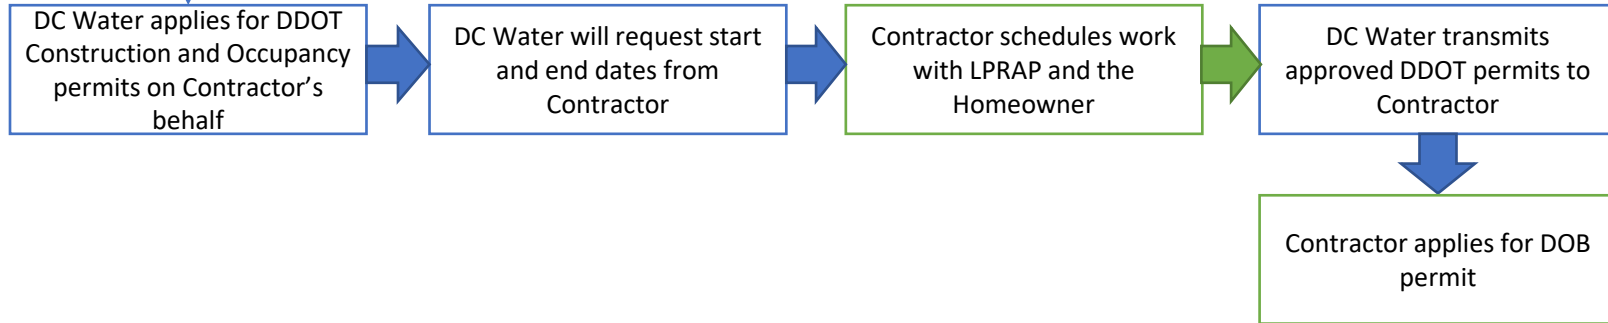 DC Water applies for DDOT
Construction and Occupancy
permits on Contractor’s
behalf
DC Water will request start
and end dates from
Contractor
Contractor schedules work
with LPRAP and the
Homeowner
DC Water transmits
approved DDOT permits to
Contractor
Contractor applies for DOB
permit